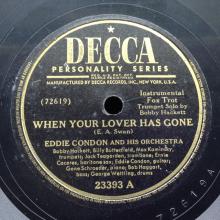 DECCA
PERSONALITY SERIES
MANUFACTURED BY DECCA RECORDS, INC., NEW YORK, U.S.A.
(72619)
Instrumental
Fox Trot
Trumpet Solo by
Bobby Hackett
WHEN YOUR LOVER HAS GONE
(E. A. Swan)
EDDIE CONDON AND HIS ORCHESTRA
Bobby Hackett, Billy Butterfield, Max Kaminsky,
trumpets; Jack Teagarden, trombone; Ernie
Caceres, baritone sax; Eddie Condon, guitar;
Gene Schroeder, piano; Bob Haggart,
bass; George Wettling, drums
23393 A